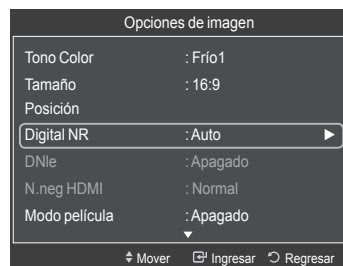 Opciones de imagen
Tono Color : Frío1
Tamaño : 16:9
Posición
Digital NR : Auto
DNIe : Apagado
N.neg HDMI : Normal
Modo película : Apagado
Mover Ingresar Regresar